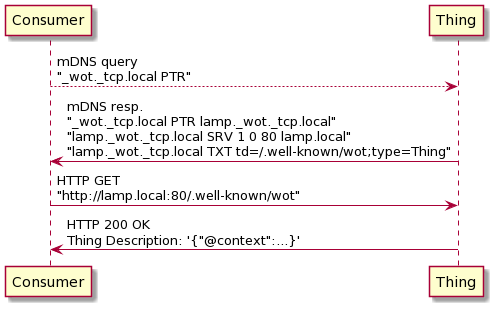 Consumer Thing
mDNS query
"_wot._tcp.local PTR"
mDNS resp.
"_wot._tcp.local PTR lamp._wot._tcp.local"
"lamp._wot._tcp.local SRV 1 0 80 lamp.local"
"lamp._wot._tcp.local TXT td=/.well-known/wot;type=Thing"
HTTP GET
"http://lamp.local:80/.well-known/wot"
HTTP 200 OK
Thing Description: '{"@context":...}'
Consumer Thing